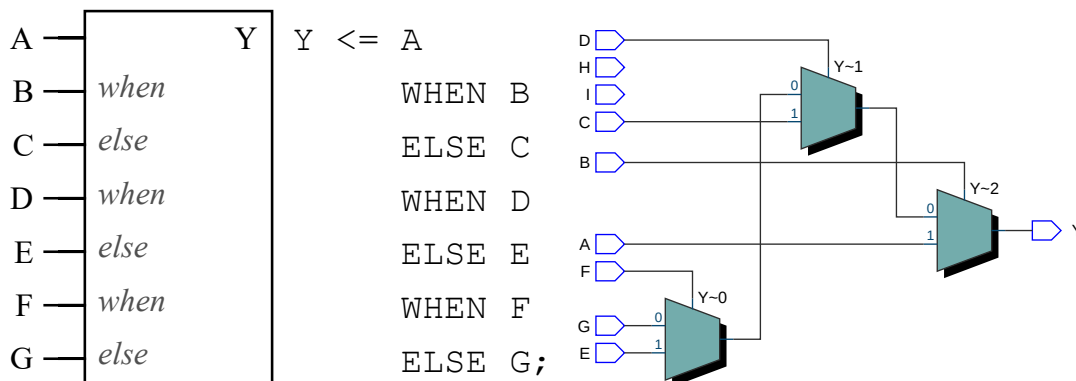 A Y Y <= A
B when WHEN B
C else ELSE C
D when WHEN D
E else ELSE E
F when WHEN F
G else ELSE G;
D
H Y~1
I 0
C 1
B
Y~2
0
A 1 Y
F
Y~0
G 0
E 1